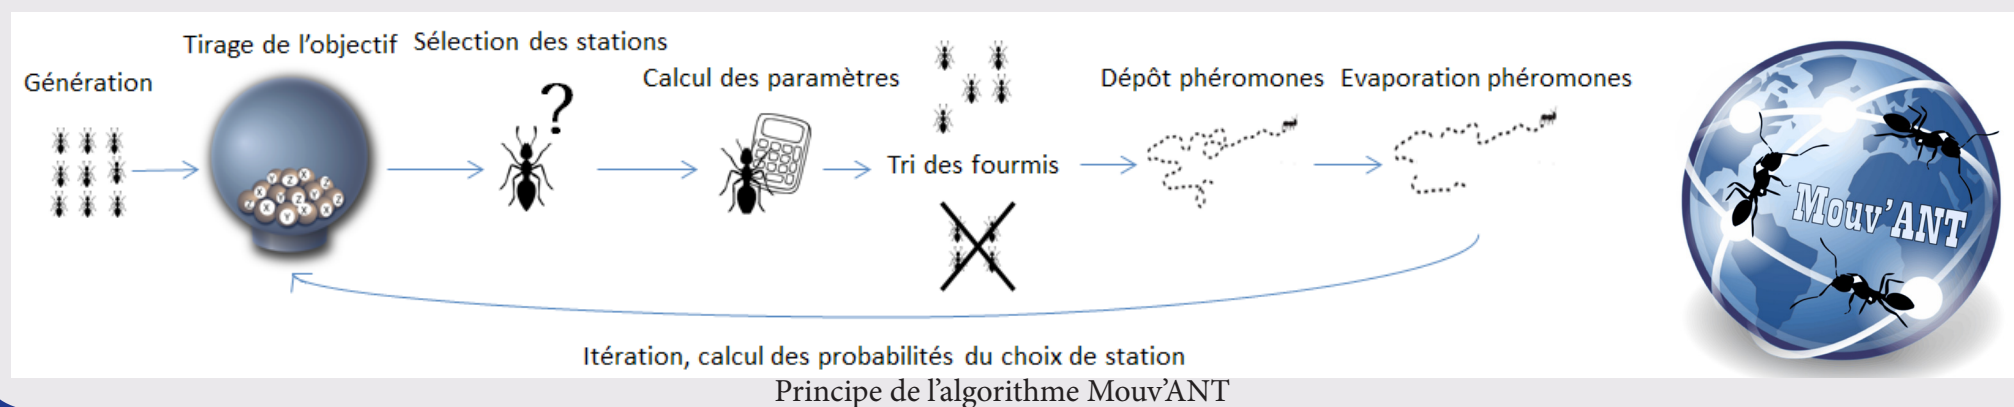 Génération
Tirage de l'objectif
Sélection des stations
Calcul des paramètres
Tri des fourmis
Dépôt phéromones
Evaporation phéromones
Mouv'ANT
Itération, calcul des probabilités du choix de station
Principe de l'algorithme Mouv'ANT